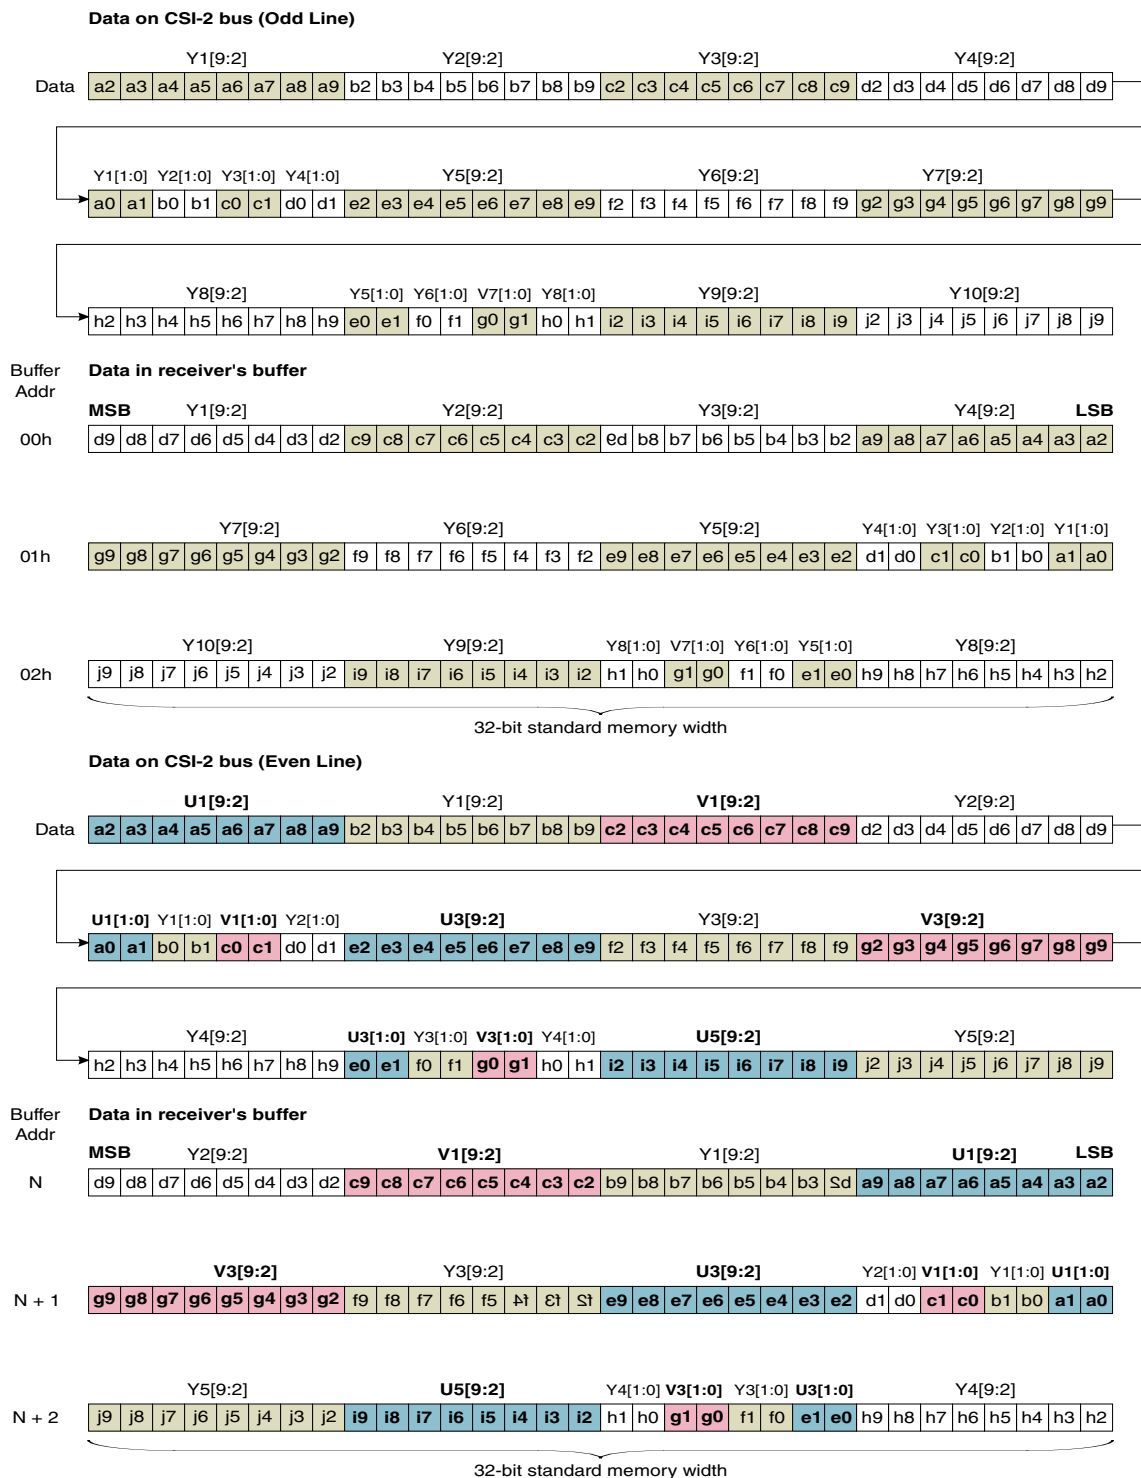 Data on CSI-2 bus (Odd Line)
Y1[9:2] Y2[9:2] Y3[9:2] Y4[9:2]
Data a2 a3 a4 a5 a6 a7 a8 a9 b2 b3 b4 b5 b6 b7 b8 b9 c2 c3 c4 c5 c6 c7 c8 c9 d2 d3 d4 d5 d6 d7 d8 d9
Y1[1:0] Y2[1:0] Y3[1:0] Y4[1:0] Y5[9:2] Y6[9:2] Y7[9:2]
a0 a1 b0 b1 c0 c1 d0 d1 e2 e3 e4 e5 e6 e7 e8 e9 f2 f3 f4 f5 f6 f7 f8 f9 g2 g3 g4 g5 g6 g7 g8 g9
Y8[9:2] Y5[1:0] Y6[1:0] V7[1:0] Y8[1:0] Y9[9:2] Y10[9:2]
h2 h3 h4 h5 h6 h7 h8 h9 e0 e1 f0 f1 g0 g1 h0 h1 i2 i3 i4 i5 i6 i7 i8 i9 j2 j3 j4 j5 j6 j7 j8 j9
Buffer Addr
Data in receiver's buffer
MSB Y1[9:2] Y2[9:2] Y3[9:2] Y4[9:2] LSB
00h d9 d8 d7 d6 d5 d4 d3 d2 c9 c8 c7 c6 c5 c4 c3 c2 b9 b8 b7 b6 b5 b4 b3 b2 a9 a8 a7 a6 a5 a4 a3 a2
Y7[9:2] Y6[9:2] Y5[9:2] Y4[1:0] Y3[1:0] Y2[1:0] Y1[1:0]
01h g9 g8 g7 g6 g5 g4 g3 g2 f9 f8 f7 f6 f5 f4 f3 f2 e9 e8 e7 e6 e5 e4 e3 e2 d1 d0 c1 c0 b1 b0 a1 a0
Y10[9:2] Y9[9:2] Y8[1:0] V7[1:0] Y6[1:0] Y5[1:0] Y8[9:2]
02h j9 j8 j7 j6 j5 j4 j3 j2 i9 i8 i7 i6 i5 i4 i3 i2 h1 h0 g1 g0 f1 f0 e1 e0 h9 h8 h7 h6 h5 h4 h3 h2
32-bit standard memory width
Data on CSI-2 bus (Even Line)
U1[9:2] Y1[9:2] V1[9:2] Y2[9:2]
Data a2 a3 a4 a5 a6 a7 a8 a9 b2 b3 b4 b5 b6 b7 b8 b9 c2 c3 c4 c5 c6 c7 c8 c9 d2 d3 d4 d5 d6 d7 d8 d9
U1[1:0] Y1[1:0] V1[1:0] Y2[1:0] U3[9:2] Y3[9:2] V3[9:2]
a0 a1 b0 b1 c0 c1 d0 d1 e2 e3 e4 e5 e6 e7 e8 e9 f2 f3 f4 f5 f6 f7 f8 f9 g2 g3 g4 g5 g6 g7 g8 g9
Y4[9:2] U3[1:0] Y3[1:0] V3[1:0] Y4[1:0] U5[9:2] Y5[9:2]
h2 h3 h4 h5 h6 h7 h8 h9 e0 e1 f0 f1 g0 g1 h0 h1 i2 i3 i4 i5 i6 i7 i8 i9 j2 j3 j4 j5 j6 j7 j8 j9
Buffer Addr
Data in receiver's buffer
MSB Y2[9:2] V1[9:2] Y1[9:2] U1[9:2] LSB
N d9 d8 d7 d6 d5 d4 d3 d2 c9 c8 c7 c6 c5 c4 c3 c2 b9 b8 b7 b6 b5 b4 b3 b2 a9 a8 a7 a6 a5 a4 a3 a2
V3[9:2] Y3[9:2] U3[9:2] Y2[1:0] V1[1:0] Y1[1:0] U1[1:0]
N + 1 g9 g8 g7 g6 g5 g4 g3 g2 f9 f8 f7 f6 f5 f4 f3 f2 e9 e8 e7 e6 e5 e4 e3 e2 d1 d0 c1 c0 b1 b0 a1 a0
Y5[9:2] U5[9:2] Y4[1:0] V3[1:0] Y3[1:0] U3[1:0] Y4[9:2]
N + 2 j9 j8 j7 j6 j5 j4 j3 j2 i9 i8 i7 i6 i5 i4 i3 i2 h1 h0 g1 g0 f1 f0 e1 e0 h9 h8 h7 h6 h5 h4 h3 h2
32-bit standard memory width